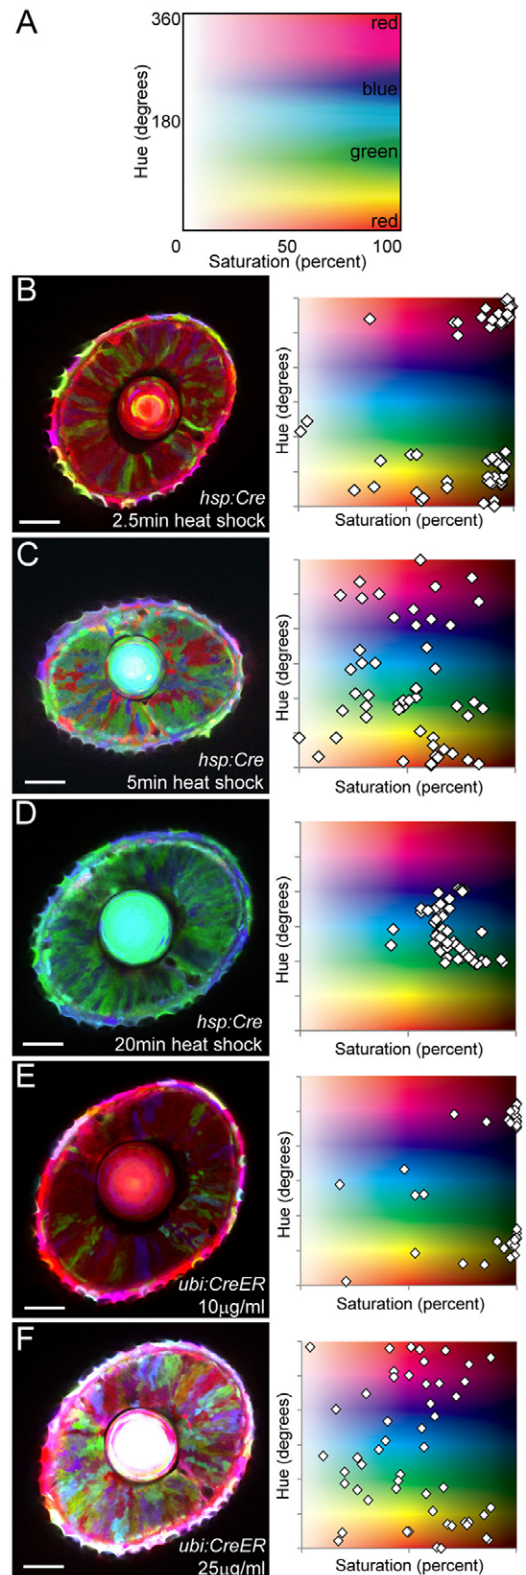 A
360
red
blue
180
green
red
Hue (degrees)
0 50 100
Saturation (percent)
B
hsp:Cre
2.5min heat shock
Hue (degrees)
Saturation (percent)
C
hsp:Cre
5min heat shock
Hue (degrees)
Saturation (percent)
D
hsp:Cre
20min heat shock
Hue (degrees)
Saturation (percent)
E
ubi:CreER
10μg/ml
Hue (degrees)
Saturation (percent)
F
ubi:CreER
25μg/ml
Hue (degrees)
Saturation (percent)